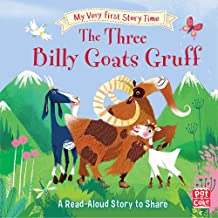 My Very First Story Time
The Three
Billy Goats Gruff
A Read-Aloud Story to Share
pat a
cake